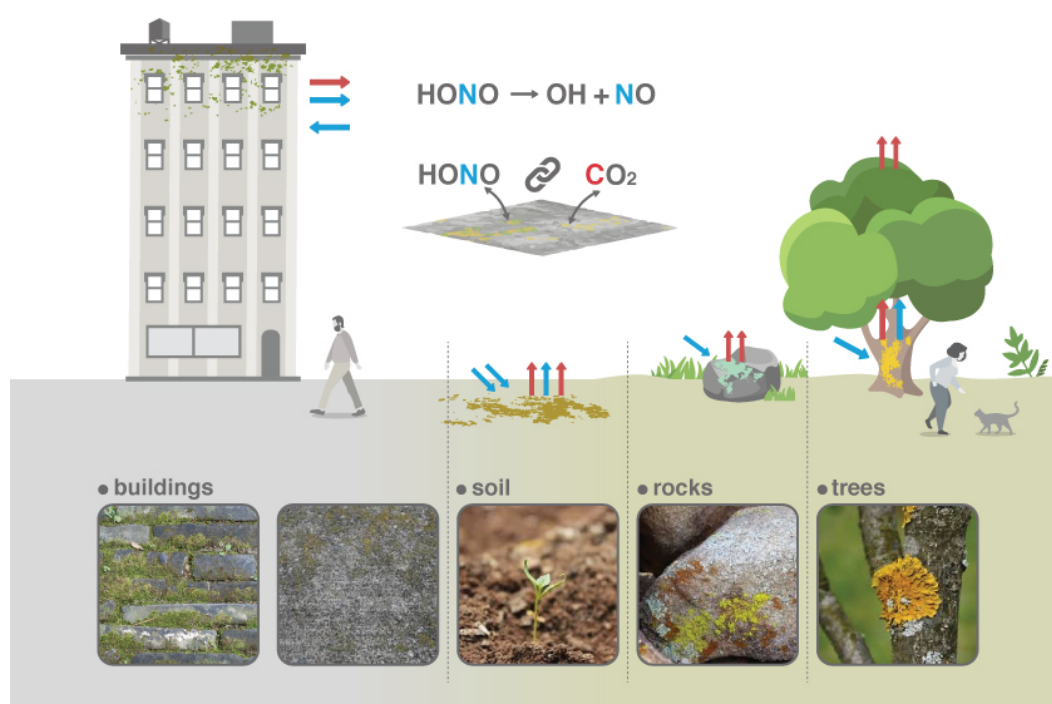 HONO → OH + NO
HONO CO₂
• buildings
• soil
• rocks
• trees